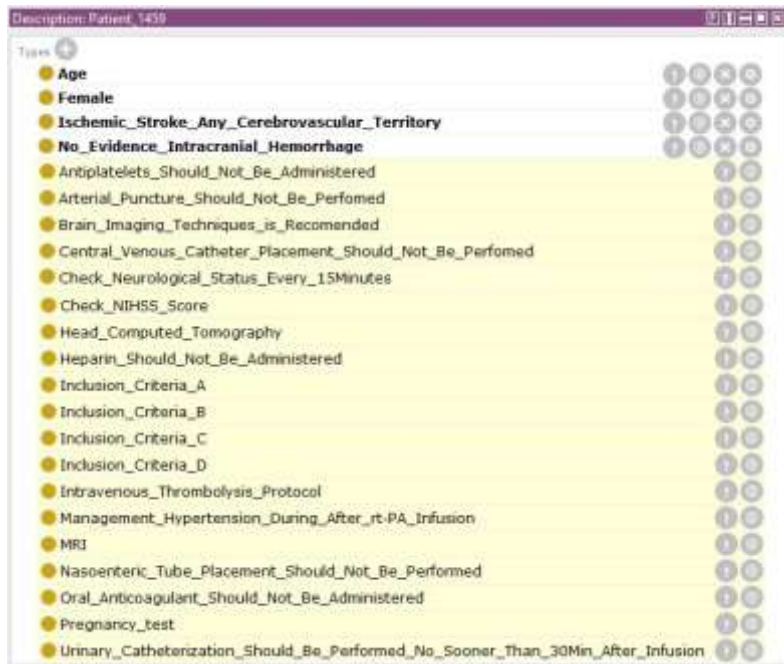 Description: Patient_1459
Types
Age
Female
Ischemic_Stroke_Any_Cerebrovascular_Territory
No_Evidence_Intracranial_Hemorrhage
Antiplatelets_Should_Not_Be_Administered
Arterial_Puncture_Should_Not_Be_Perfomed
Brain_Imaging_Techniques_is_Recomended
Central_Venous_Catheter_Placement_Should_Not_Be_Perfomed
Check_Neurological_Status_Every_15Minutes
Check_NIHSS_Score
Head_Computed_Tomography
Heparin_Should_Not_Be_Administered
Inclusion_Criteria_A
Inclusion_Criteria_B
Inclusion_Criteria_C
Inclusion_Criteria_D
Intravenous_Thrombolysis_Protocol
Management_Hypertension_During_After_rt-PA_Infusion
MRI
Nasoenteric_Tube_Placement_Should_Not_Be_Performed
Oral_Anticoagulant_Should_Not_Be_Administered
Pregnancy_test
Urinary_Catheterization_Should_Be_Performed_No_Sooner_Than_30Min_After_Infusion